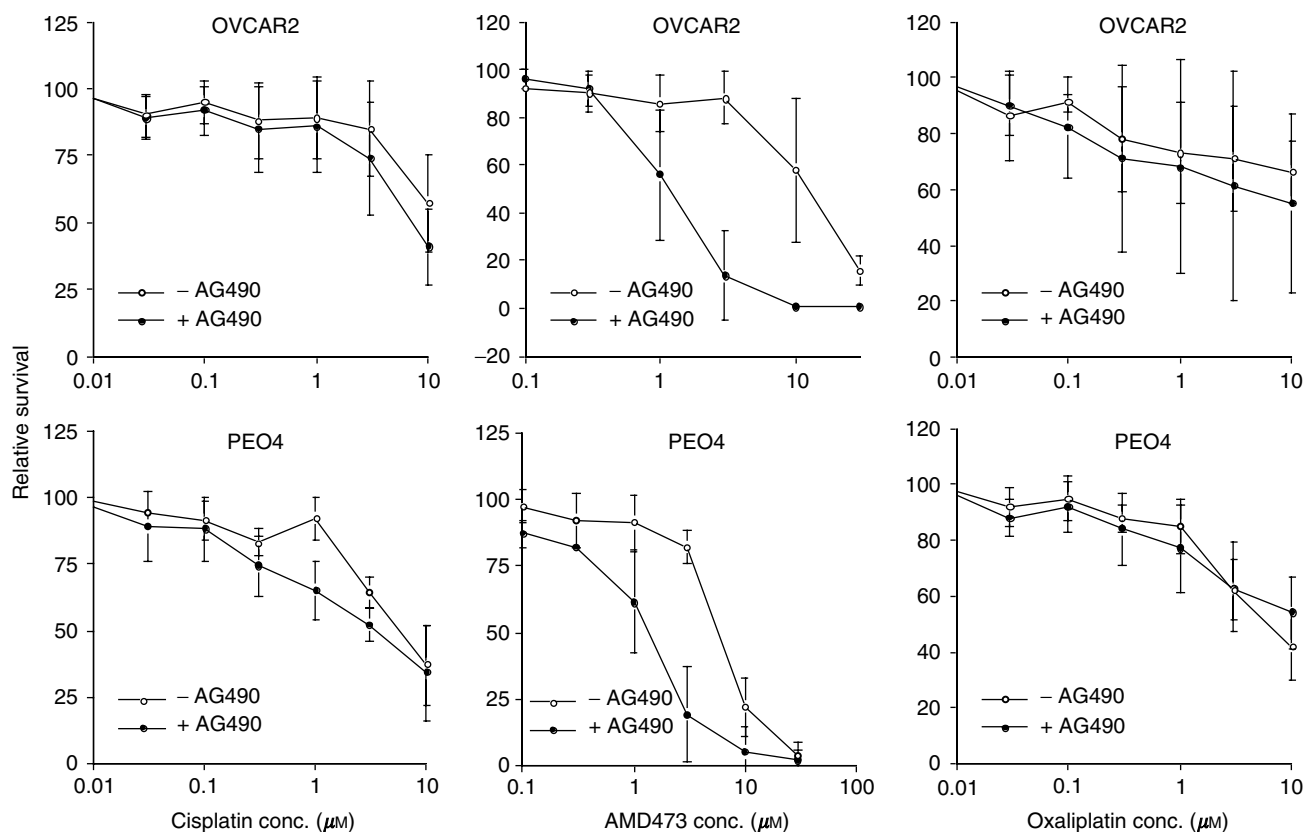 Relative survival
OVCAR2
125
100
75
50
25
0
− AG490
+ AG490
0.01 0.1 1 10
OVCAR2
120
100
80
60
40
20
0
−20
− AG490
+ AG490
0.1 1 10
OVCAR2
120
100
80
60
40
20
0
− AG490
+ AG490
0.01 0.1 1 10
PEO4
125
100
75
50
25
0
− AG490
+ AG490
0.01 0.1 1 10
Cisplatin conc. (μM)
PEO4
125
100
75
50
25
0
− AG490
+ AG490
0.1 1 10 100
AMD473 conc. (μM)
PEO4
120
100
80
60
40
20
0
− AG490
+ AG490
0.01 0.1 1 10
Oxaliplatin conc. (μM)